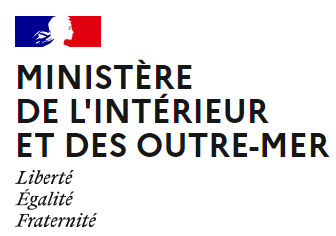 MINISTÈRE
DE L'INTÉRIEUR
ET DES OUTRE-MER
Liberté
Égalité
Fraternité